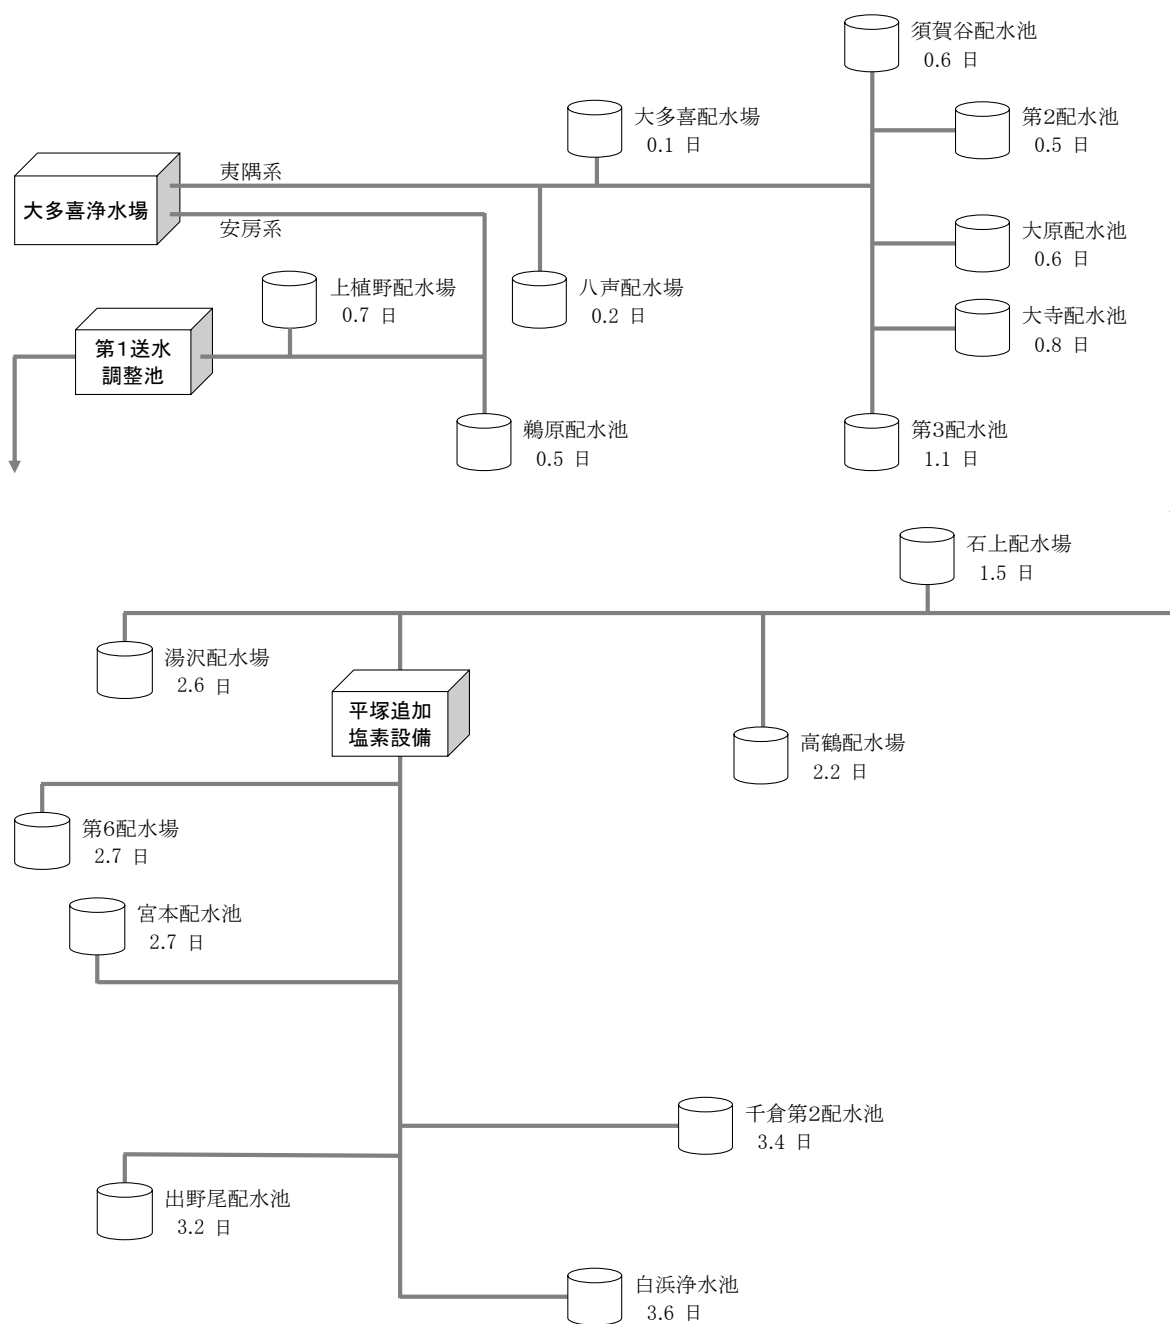 須賀谷配水池
0.6 日
大多喜配水場
0.1 日
第2配水池
0.5 日
夷隅系
大多喜浄水場
安房系
大原配水池
0.6 日
上植野配水場
0.7 日
八声配水場
0.2 日
大寺配水池
0.8 日
第1送水
調整池
鵜原配水池
0.5 日
第3配水池
1.1 日
石上配水場
1.5 日
湯沢配水場
2.6 日
平塚追加
塩素設備
高鶴配水場
2.2 日
第6配水場
2.7 日
宮本配水池
2.7 日
千倉第2配水池
3.4 日
出野尾配水池
3.2 日
白浜浄水池
3.6 日